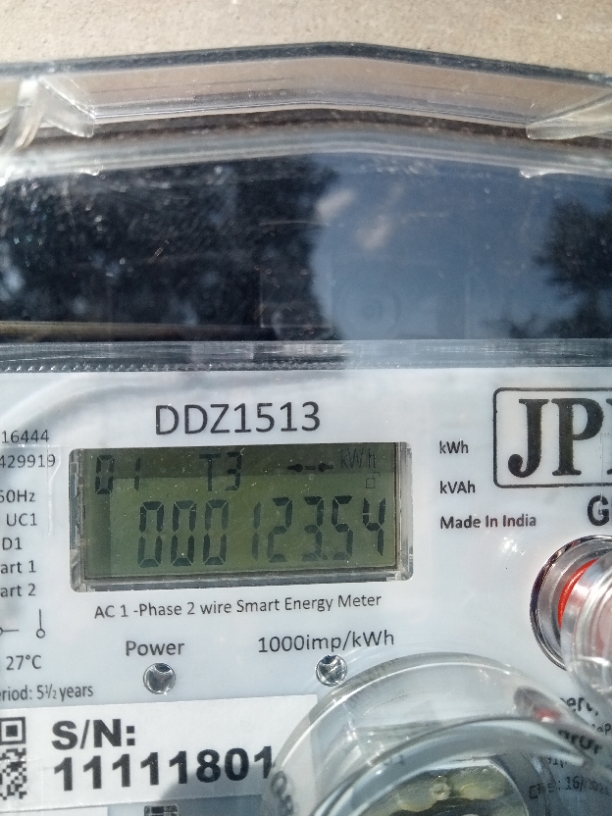 DDZ1513
16444
429919
50Hz
UC1
D1
art 1
art 2
27°C
eriod: 5½ years
01 T3 kWh
000123.54
kWh
kVAh
Made In India
JP
G
AC 1 -Phase 2 wire Smart Energy Meter
Power
1000imp/kWh
S/N:
11111801